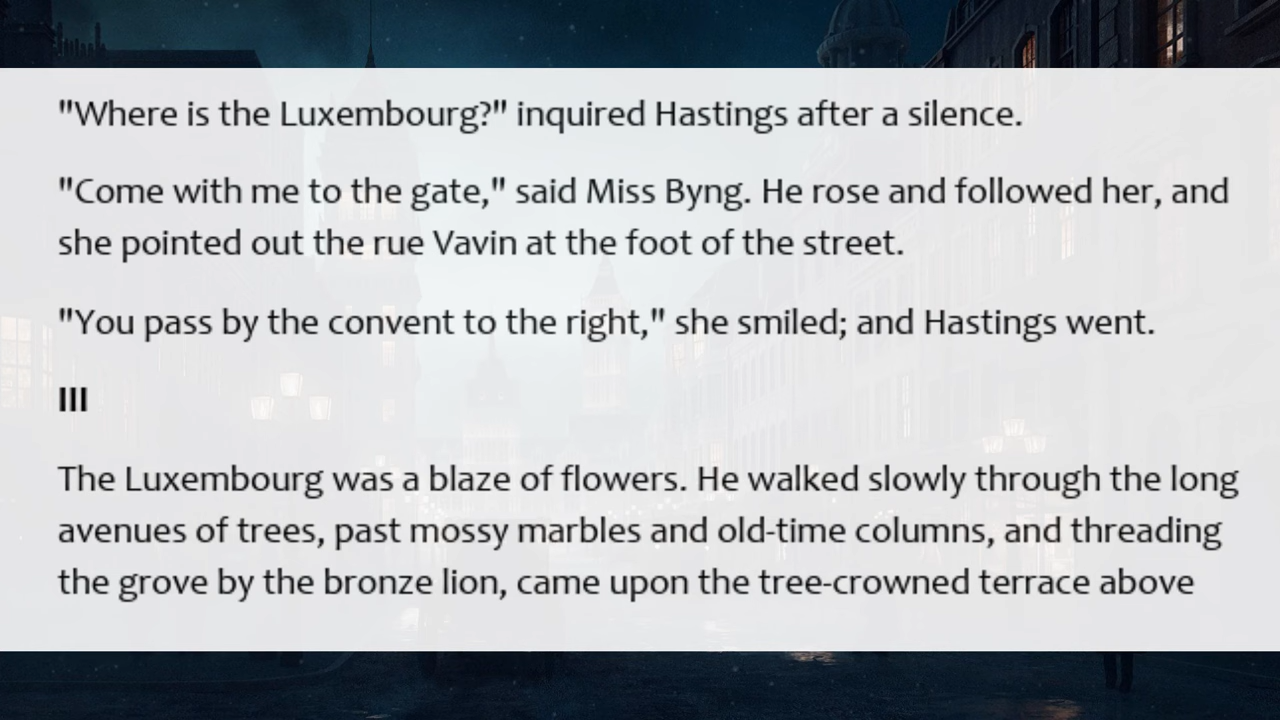 "Where is the Luxembourg?" inquired Hastings after a silence.
"Come with me to the gate," said Miss Byng. He rose and followed her, and
she pointed out the rue Vavin at the foot of the street.
"You pass by the convent to the right," she smiled; and Hastings went.
III
The Luxembourg was a blaze of flowers. He walked slowly through the long
avenues of trees, past mossy marbles and old-time columns, and threading
the grove by the bronze lion, came upon the tree-crowned terrace above